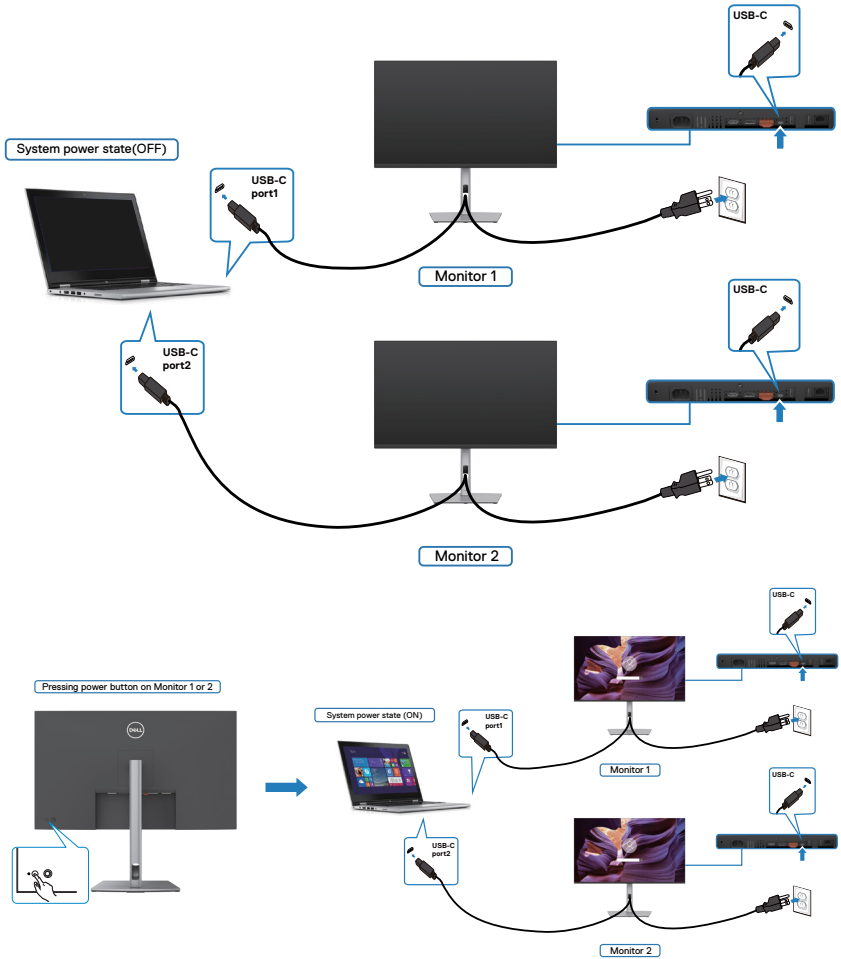 USB-C
System power state(OFF)
USB-C
port1
Monitor 1
USB-C
USB-C
port2
Monitor 2
USB-C
Pressing power button on Monitor 1 or 2
DELL
System power state (ON)
USB-C
port1
Monitor 1
USB-C
USB-C
port2
Monitor 2